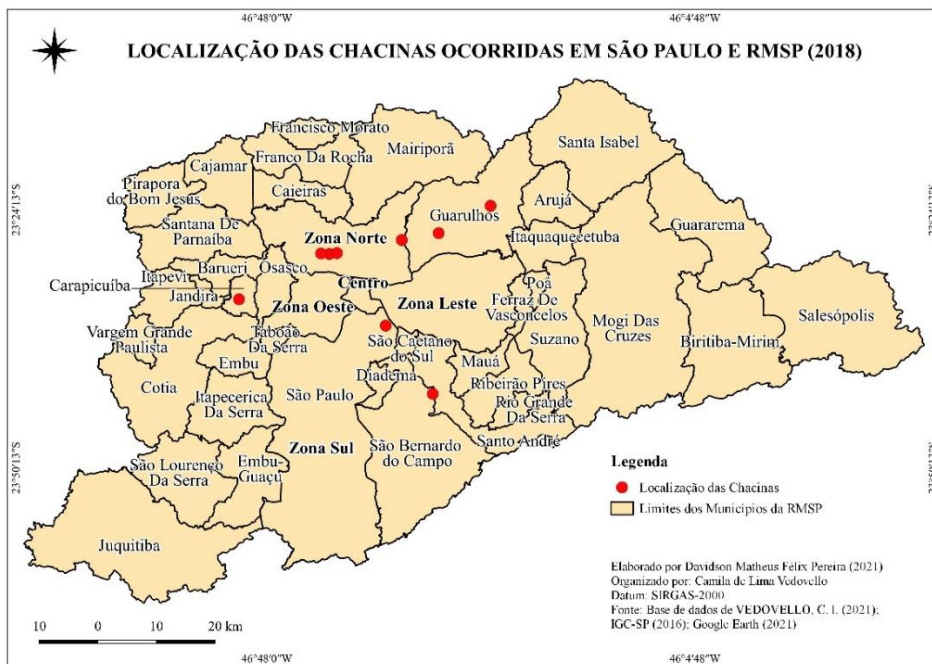 46°48'0"W
46°4'48"W
LOCALIZAÇÃO DAS CHACINAS OCORRIDAS EM SÃO PAULO E RMSP (2018)
23°24'13"S
Francisco Morato
Franco Da Rocha
Mairiporã
Santa Isabel
Cajamar
Pirapora
do Bom Jesus
Caieiras
Arujá
Guarulhos
Guararema
Santana De
Parnaíba
Zona Norte
Itaquaquecetuba
Barueri
Osasco
Itapevi
Carapicuíba
Jandira
Centro
Zona Oeste
Zona Leste
Poá
Ferraz De
Vasconcelos
Mogi Das
Cruzes
Salesópolis
Vargem Grande
Paulista
Taboão
Da Serra
São Caetano
do Sul
Suzano
Biritiba-Mirim
Embu
Diadema
Mauá
Cotia
Itapecerica
Da Serra
São Paulo
Ribeirão Pires
Rio Grande
Da Serra
Santo André
Zona Sul
São Bernardo
do Campo
São Lourenço
Da Serra
Embu-
Guaçú
Juquitiba
23°50'13"S
Legenda
Localização das Chacinas
Limites dos Municípios da RMSP
Elaborado por Davidson Matheus Félix Pereira (2021)
Organizado por: Camila de Lima Vedovello
Datum: SIRGAS-2000
Fonte: Base de dados de VEDOVELLO, C. l. (2021);
IGC-SP (2016); Google Earth (2021)
10 0 10 20 km
46°48'0"W
46°4'48"W